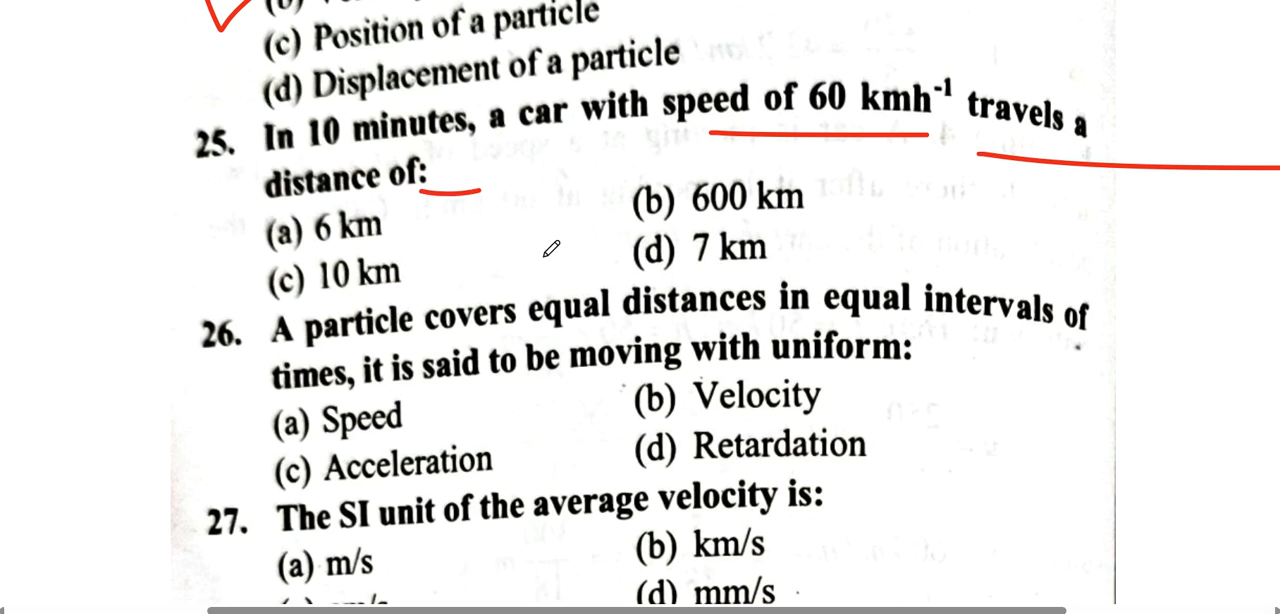 (c) Position of a particle
(d) Displacement of a particle
25. In 10 minutes, a car with speed of 60 kmh⁻¹ travels a
distance of:
(a) 6 km (b) 600 km
(c) 10 km (d) 7 km
26. A particle covers equal distances in equal intervals of
times, it is said to be moving with uniform:
(a) Speed (b) Velocity
(c) Acceleration (d) Retardation
27. The SI unit of the average velocity is:
(a) m/s (b) km/s
(d) mm/s